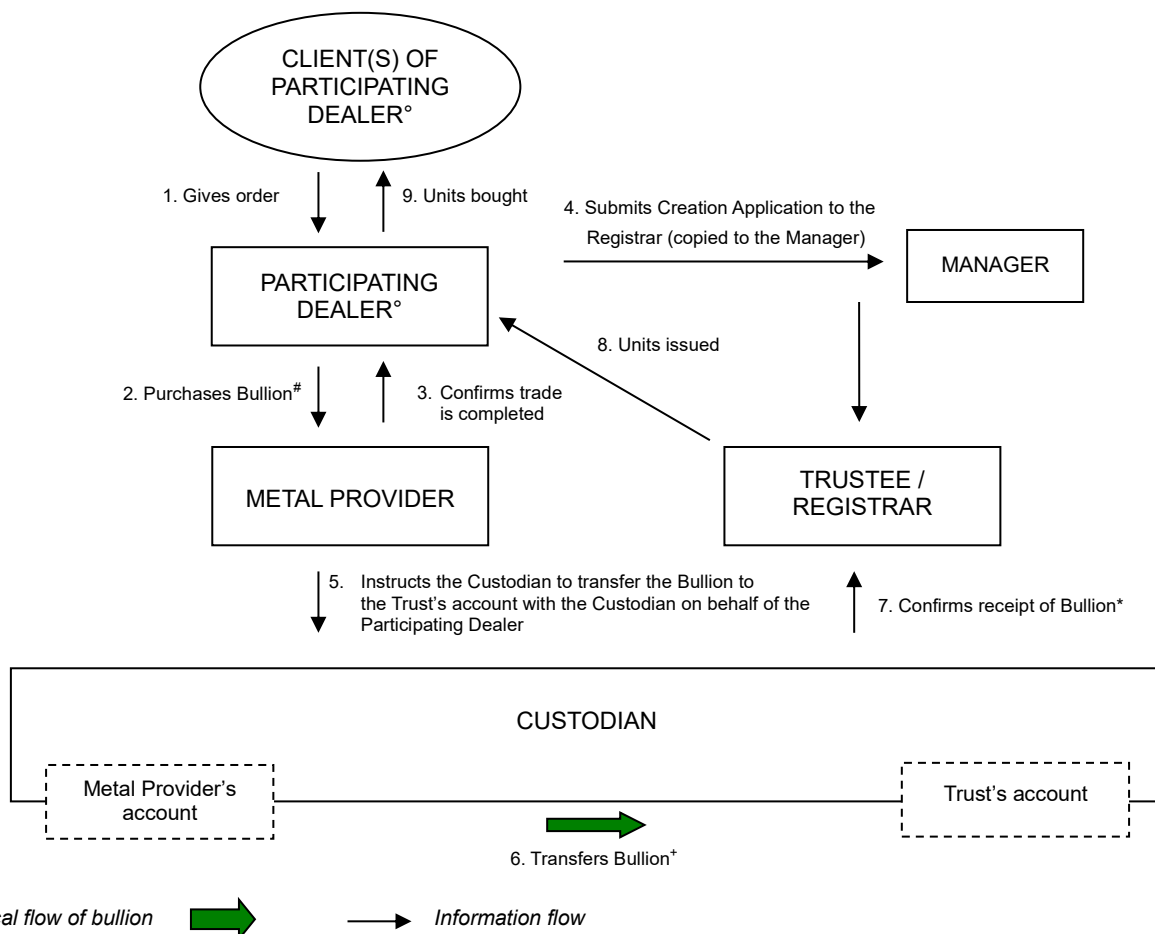 CLIENT(S) OF
PARTICIPATING
DEALER°
1. Gives order
9. Units bought
4. Submits Creation Application to the
Registrar (copied to the Manager)
PARTICIPATING
DEALER°
MANAGER
8. Units issued
2. Purchases Bullion#
3. Confirms trade
is completed
METAL PROVIDER
TRUSTEE /
REGISTRAR
5. Instructs the Custodian to transfer the Bullion to
the Trust’s account with the Custodian on behalf of the
Participating Dealer
7. Confirms receipt of Bullion*
CUSTODIAN
Metal Provider’s
account
Trust’s account
6. Transfers Bullion+
cal flow of bullion
Information flow